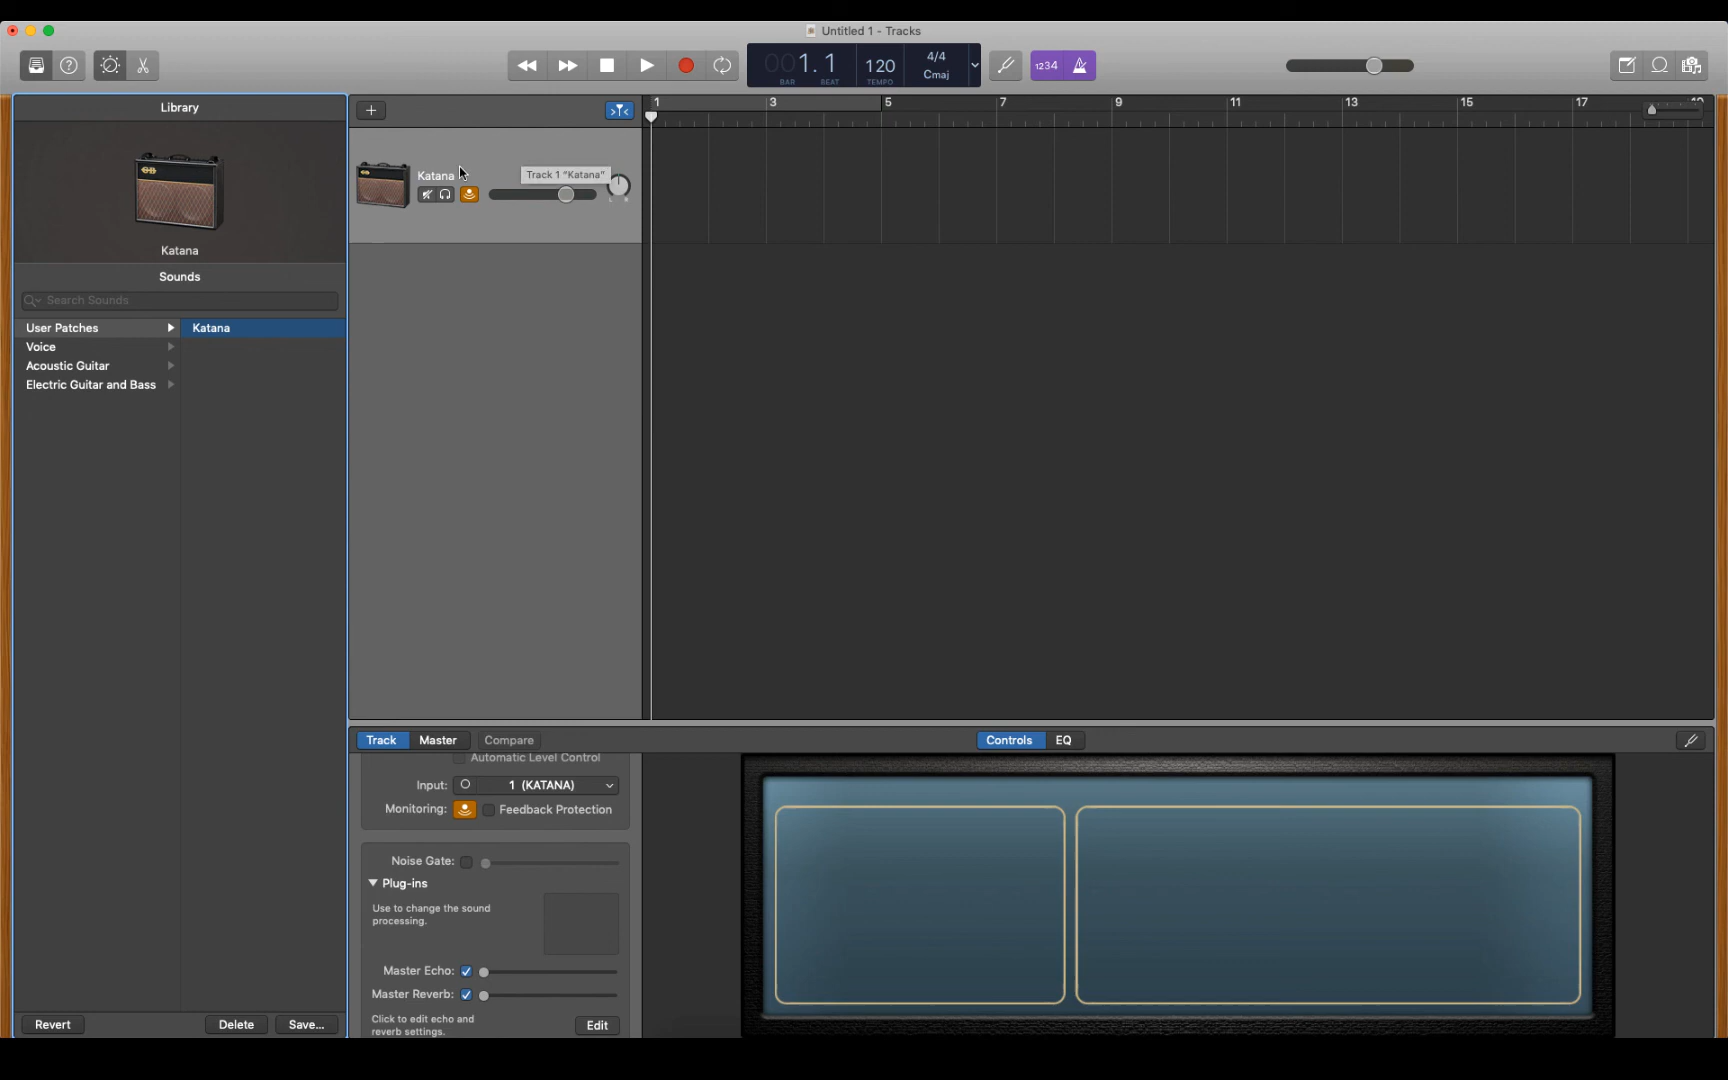 Untitled 1 - Tracks
001.1
BAR BEAT
120
TEMPO
4/4
Cmaj
1234
Library
Katana
Sounds
Search Sounds
User Patches
Katana
Voice
Acoustic Guitar
Electric Guitar and Bass
Revert
Delete
Save...
1 3 5 7 9 11 13 15 17
Katana
Track 1 "Katana"
L R
Track
Master
Compare
Controls
EQ
Automatic Level Control
Input: 1 (KATANA)
Monitoring: Feedback Protection
Noise Gate:
Plug-ins
Use to change the sound
processing.
Master Echo:
Master Reverb:
Click to edit echo and
reverb settings.
Edit